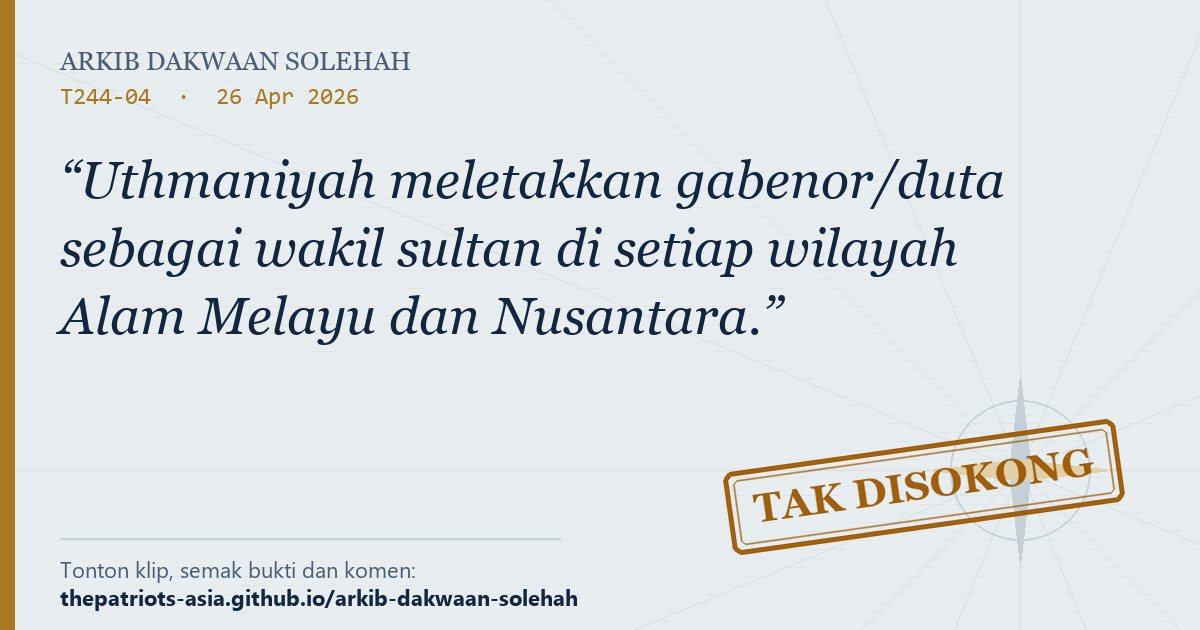 ARKIB DAKWAAN SOLEHAH
T244-04 · 26 Apr 2026
“Uthmaniyah meletakkan gabenor/duta
sebagai wakil sultan di setiap wilayah
Alam Melayu dan Nusantara.”
TAK DISOKONG
Tonton klip, semak bukti dan komen:
thepatriots-asia.github.io/arkib-dakwaan-solehah